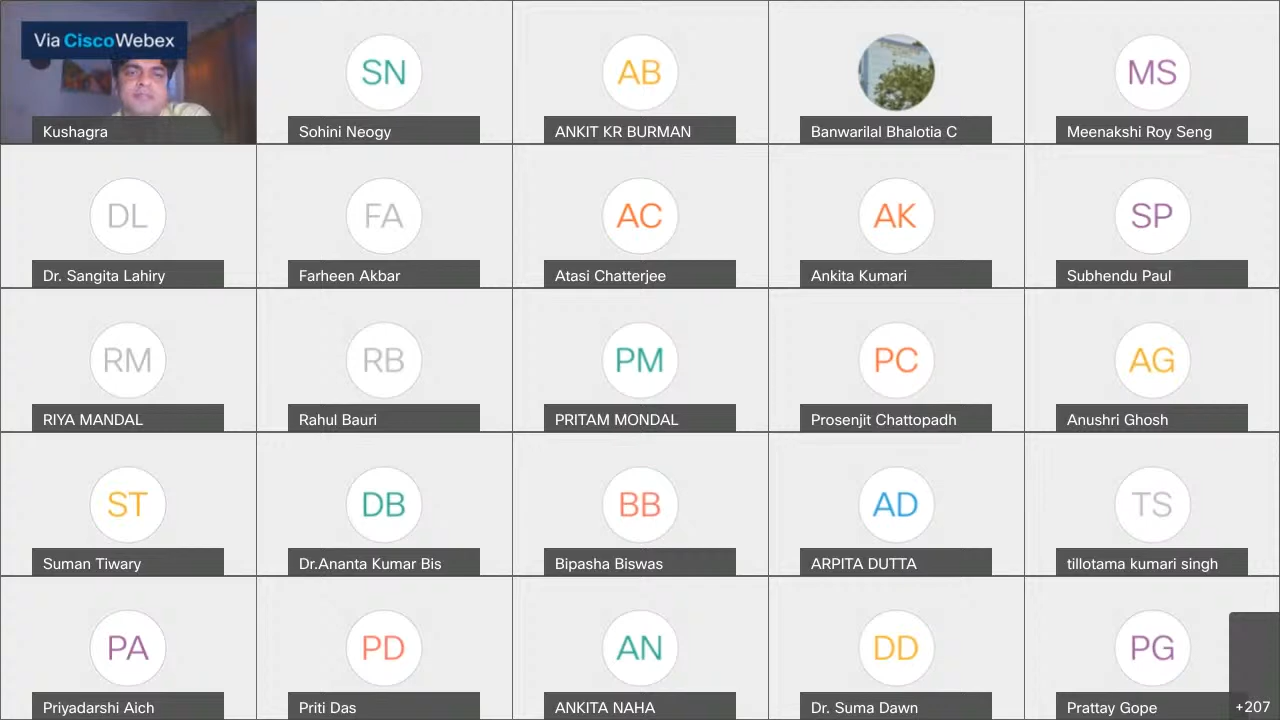 Via CiscoWebex
Kushagra
SN
Sohini Neogy
AB
ANKIT KR BURMAN
Banwarilal Bhalotia C
MS
Meenakshi Roy Seng
DL
Dr. Sangita Lahiry
FA
Farheen Akbar
AC
Atasi Chatterjee
AK
Ankita Kumari
SP
Subhendu Paul
RM
RIYA MANDAL
RB
Rahul Bauri
PM
PRITAM MONDAL
PC
Prosenjit Chattopadh
AG
Anushri Ghosh
ST
Suman Tiwary
DB
Dr.Ananta Kumar Bis
BB
Bipasha Biswas
AD
ARPITA DUTTA
TS
tillotama kumari singh
PA
Priyadarshi Aich
PD
Priti Das
AN
ANKITA NAHA
DD
Dr. Suma Dawn
PG
Prattay Gope
+207